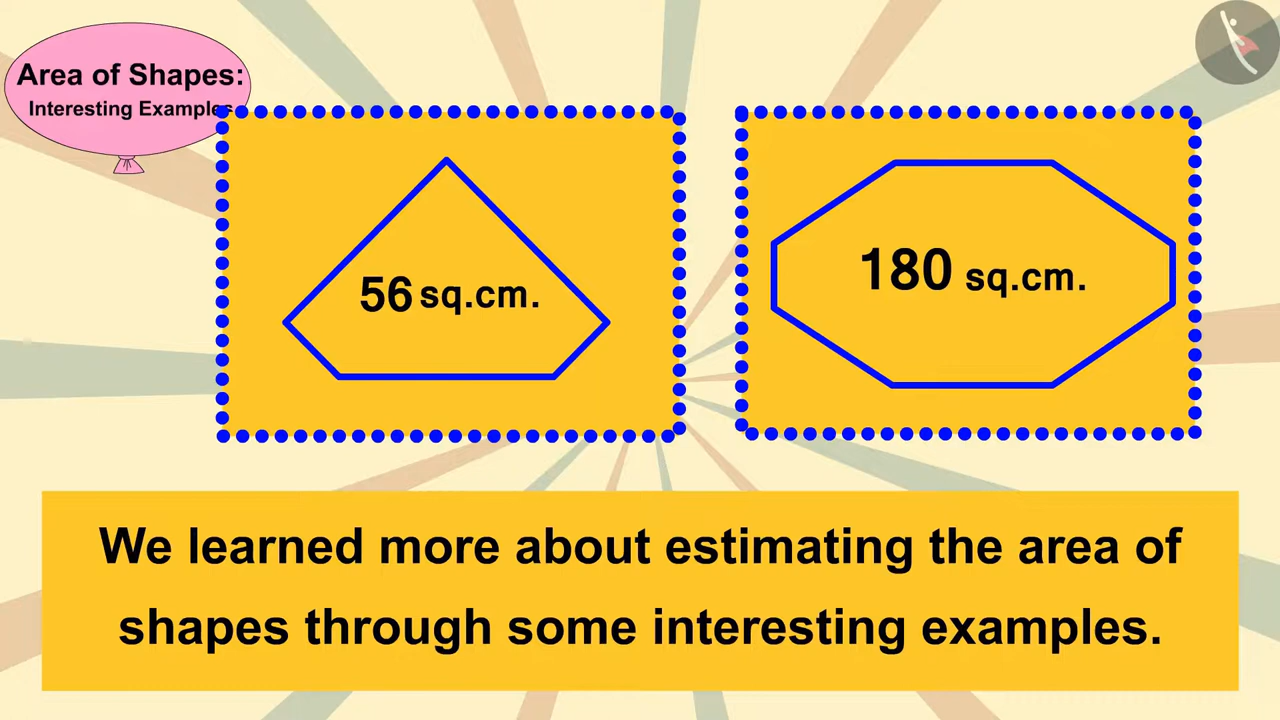 Area of Shapes:
Interesting Examples
56 sq.cm.
180 sq.cm.
We learned more about estimating the area of
shapes through some interesting examples.